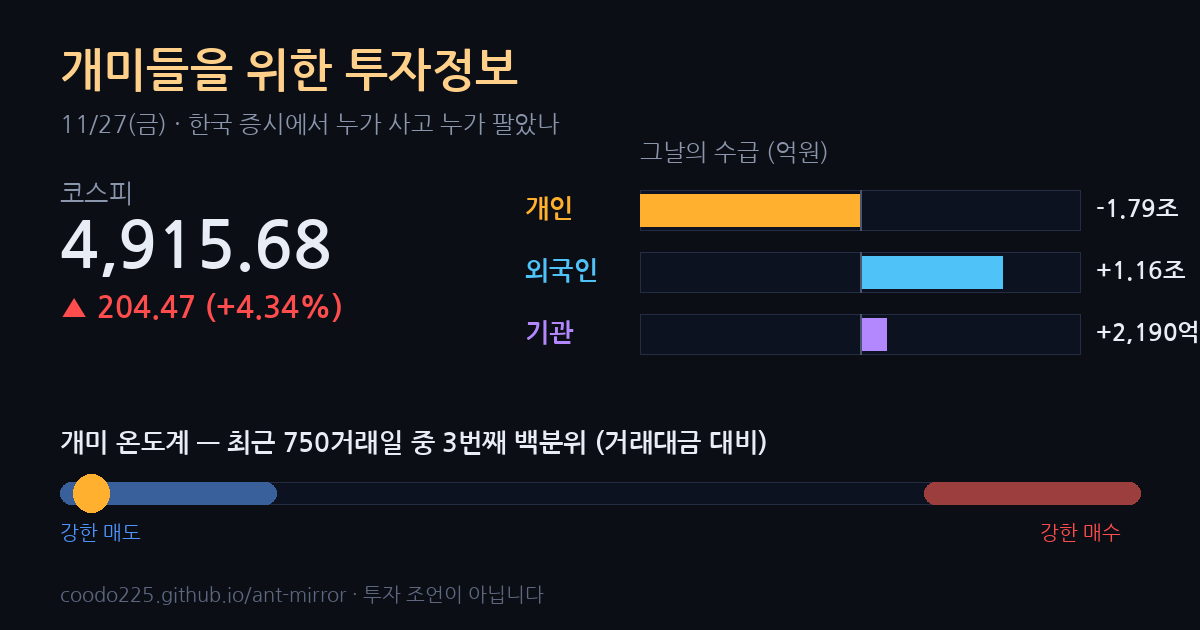 개미들을 위한 투자정보
11/27(금) · 한국 증시에서 누가 사고 누가 팔았나
코스피
4,915.68
▲ 204.47 (+4.34%)
그날의 수급 (억원)
개인 -1.79조
외국인 +1.16조
기관 +2,190억
개미 온도계 — 최근 750거래일 중 3번째 백분위 (거래대금 대비)
강한 매도 강한 매수
coodo225.github.io/ant-mirror · 투자 조언이 아닙니다